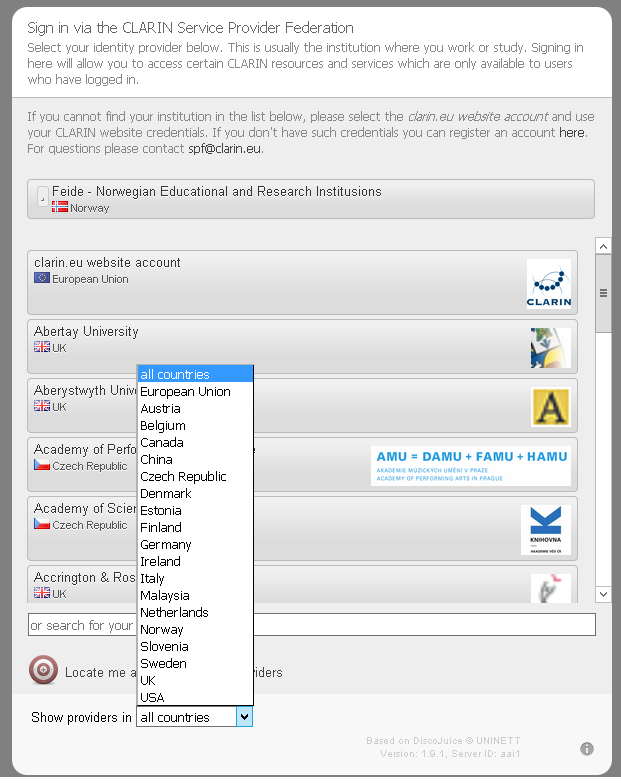 Sign in via the CLARIN Service Provider Federation
Select your identity provider below. This is usually the institution where you work or study. Signing in
here will allow you to access certain CLARIN resources and services which are only available to users
who have logged in.
If you cannot find your institution in the list below, please select the clarin.eu website account and use
your CLARIN website credentials. If you don't have such credentials you can register an account here.
For questions please contact spf@clarin.eu.
Feide - Norwegian Educational and Research Institusions
Norway
clarin.eu website account
European Union
CLARIN
Abertay University
UK
Aberystwyth Univ
UK
A
Academy of Perfo
Czech Republic
AMU = DAMU + FAMU + HAMU
AKADEMIE MÚZICKÝCH UMĚNÍ V PRAZE
ACADEMY OF PERFORMING ARTS IN PRAGUE
Academy of Scien
Czech Republic
KNIHOVNA
AKADEMIE VĚD ČR
Accrington & Ros
UK
all countries
European Union
Austria
Belgium
Canada
China
Czech Republic
Denmark
Estonia
Finland
Germany
Ireland
Italy
Malaysia
Netherlands
Norway
Slovenia
Sweden
UK
USA
or search for your
Locate me a viders
Show providers in all countries
Based on DiscoJuice © UNINETT
Version: 1.9.1, Server ID: aai1